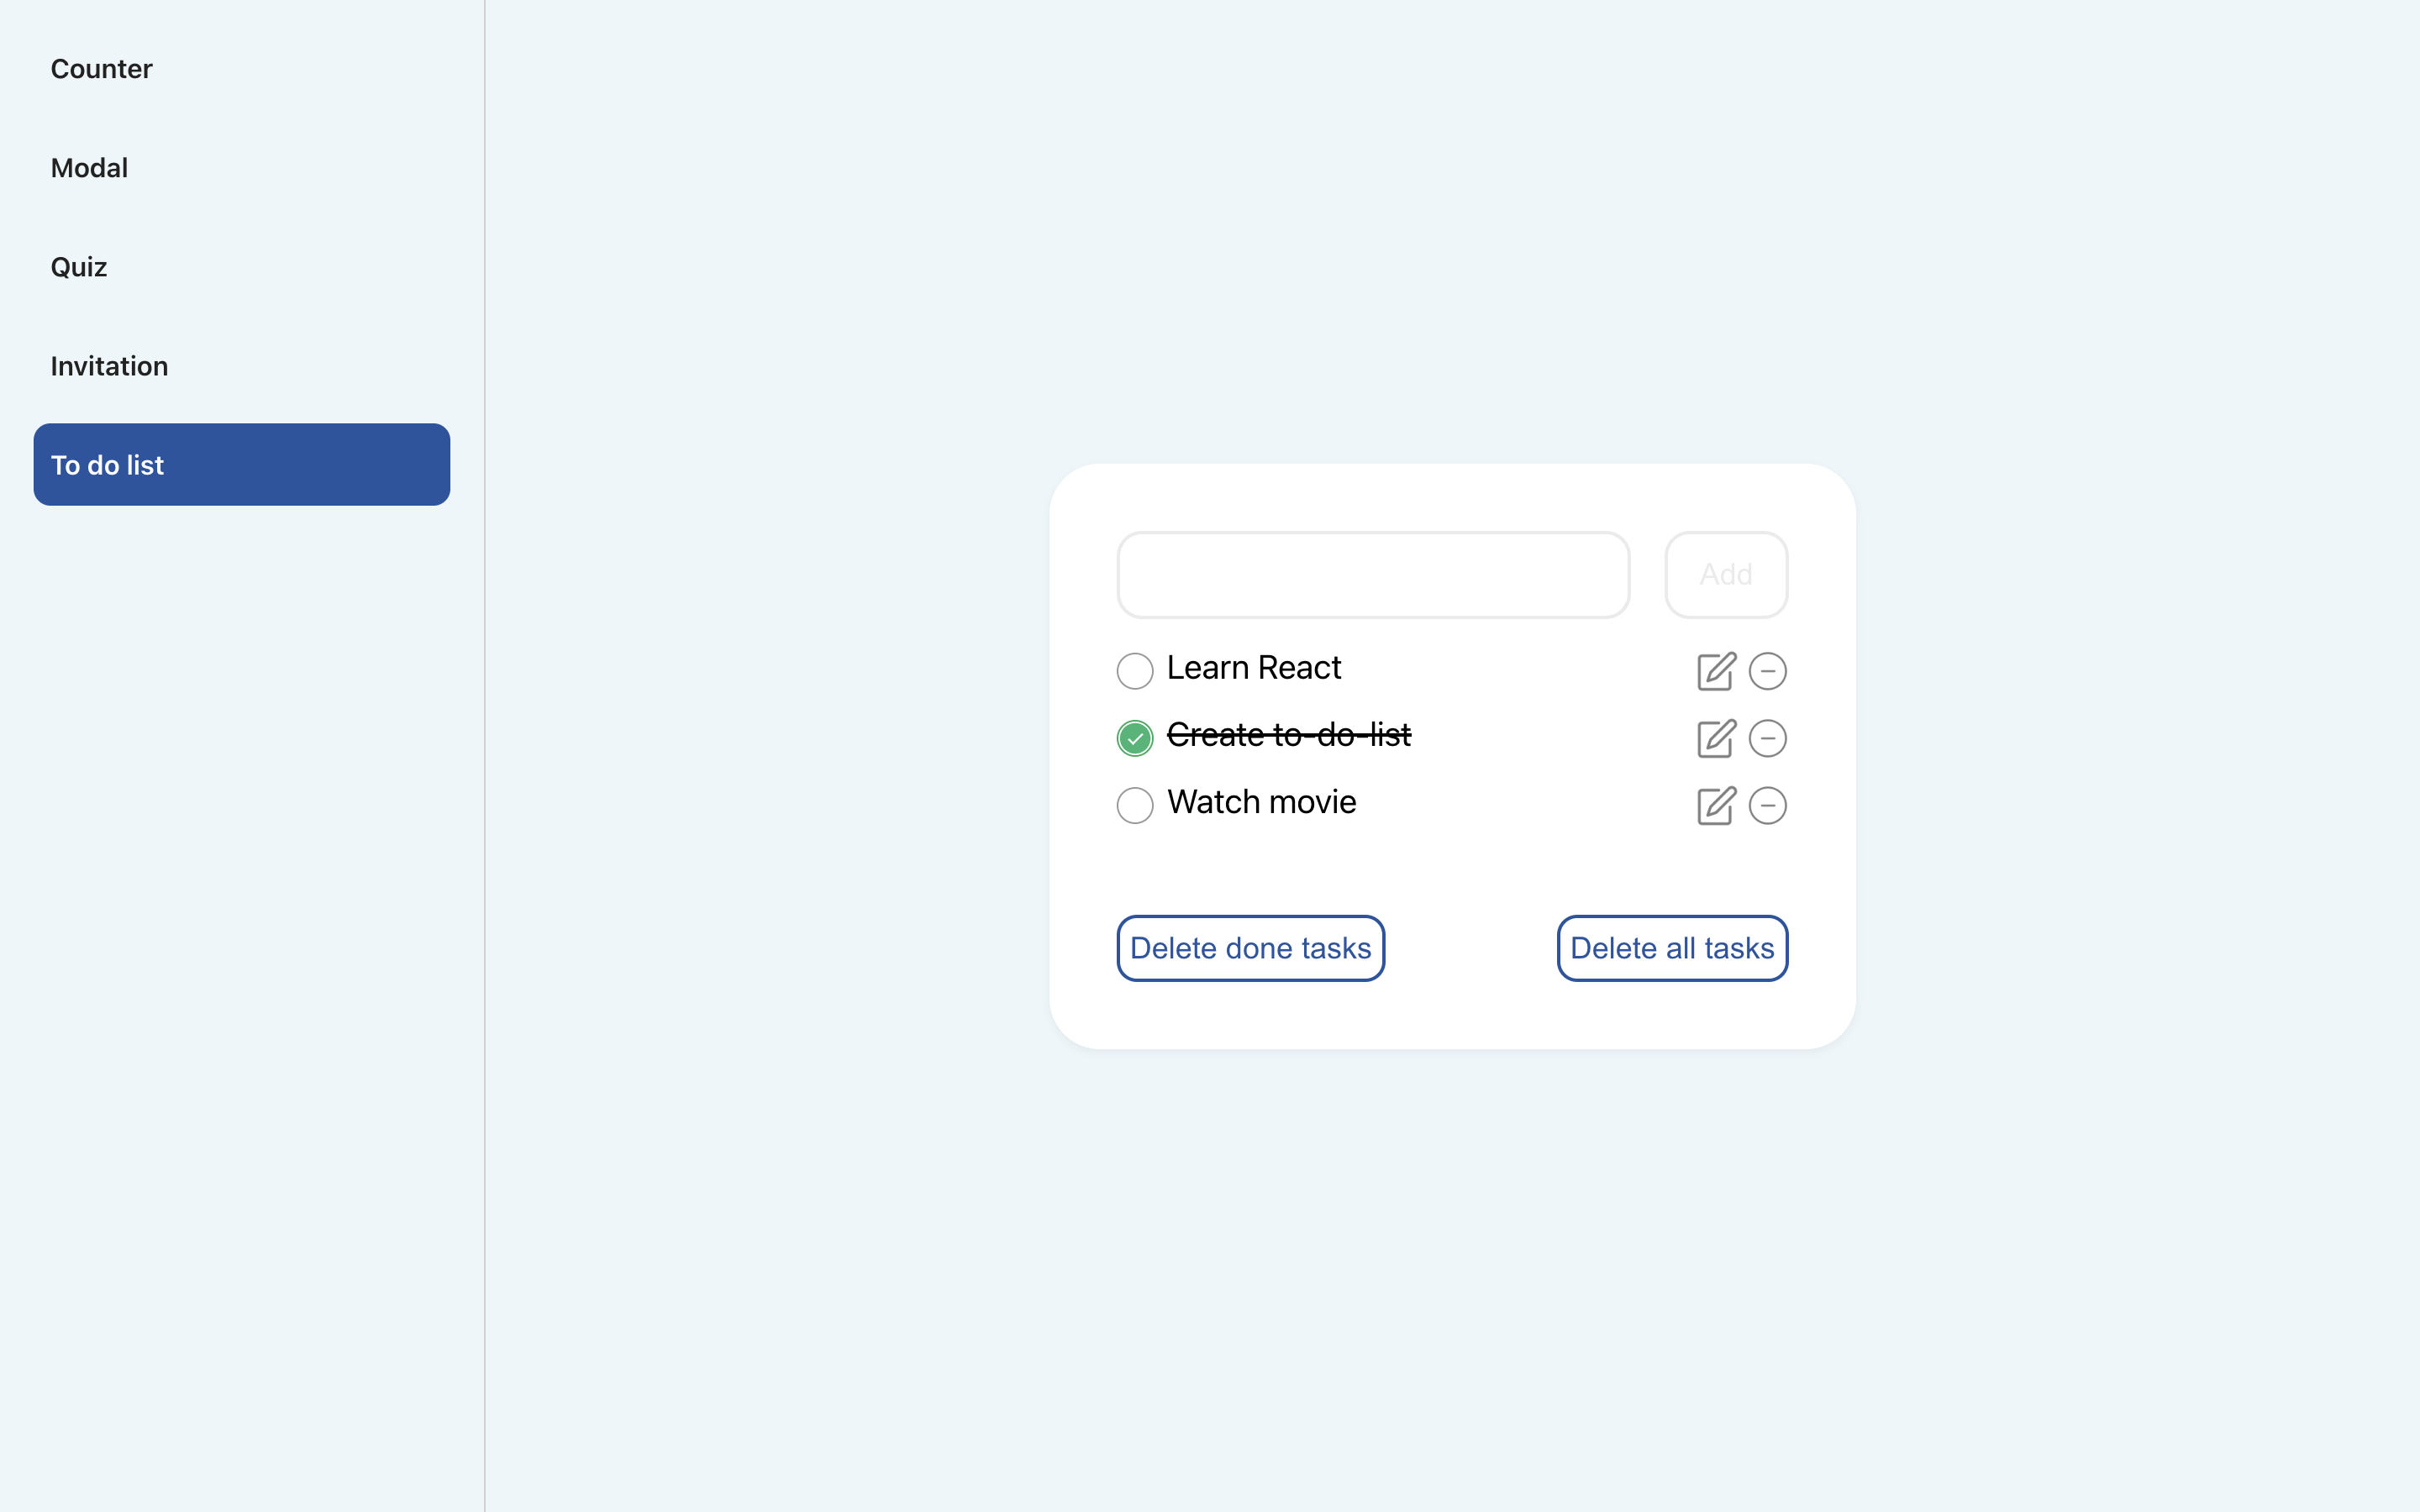 Counter
Modal
Quiz
Invitation
To do list
Add
Learn React
Create to-do-list
Watch movie
Delete done tasks
Delete all tasks